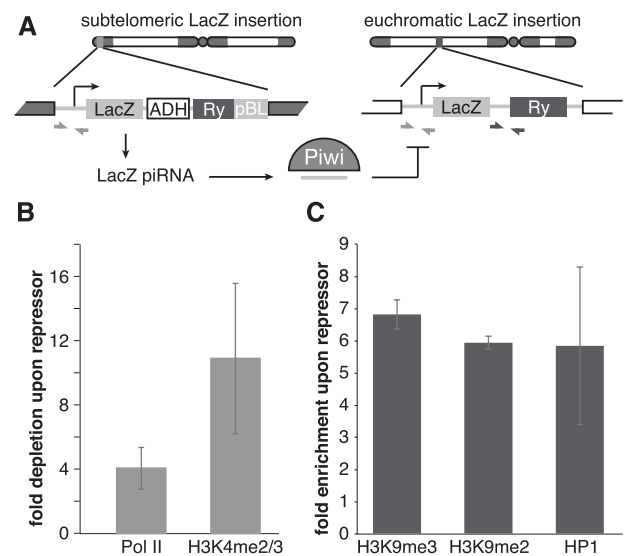 A
subtelomeric LacZ insertion
euchromatic LacZ insertion
LacZ ADH Ry pBL
LacZ Ry
LacZ piRNA
Piwi
B
fold depletion upon repressor
16
12
8
4
0
Pol II H3K4me2/3
C
fold enrichment upon repressor
9
8
7
6
5
4
3
2
1
0
H3K9me3 H3K9me2 HP1